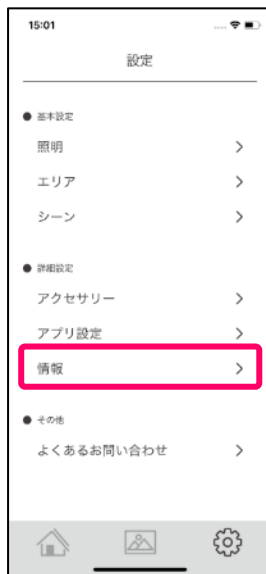 15:01
設定
● 基本設定
照明
エリア
シーン
● 詳細設定
アクセサリー
アプリ設定
情報
● その他
よくあるお問い合わせ